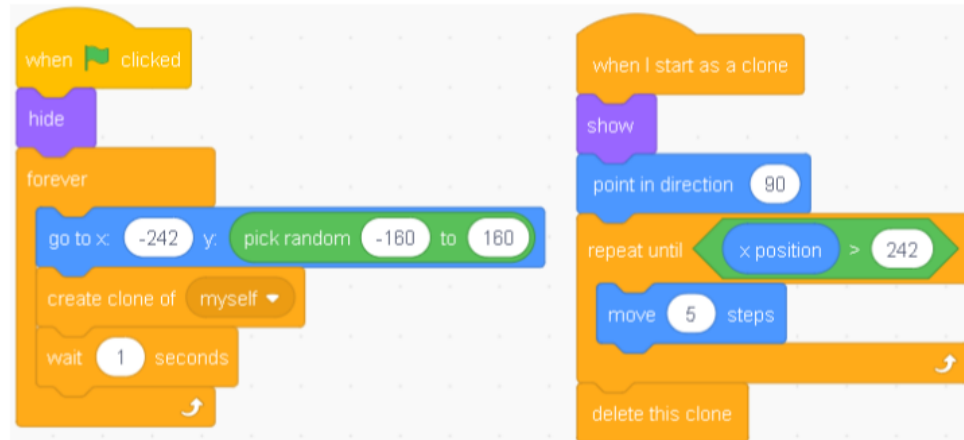 when clicked
hide
forever
go to x: -242 y: pick random -160 to 160
create clone of myself
wait 1 seconds
when I start as a clone
show
point in direction 90
repeat until x position > 242
move 5 steps
delete this clone